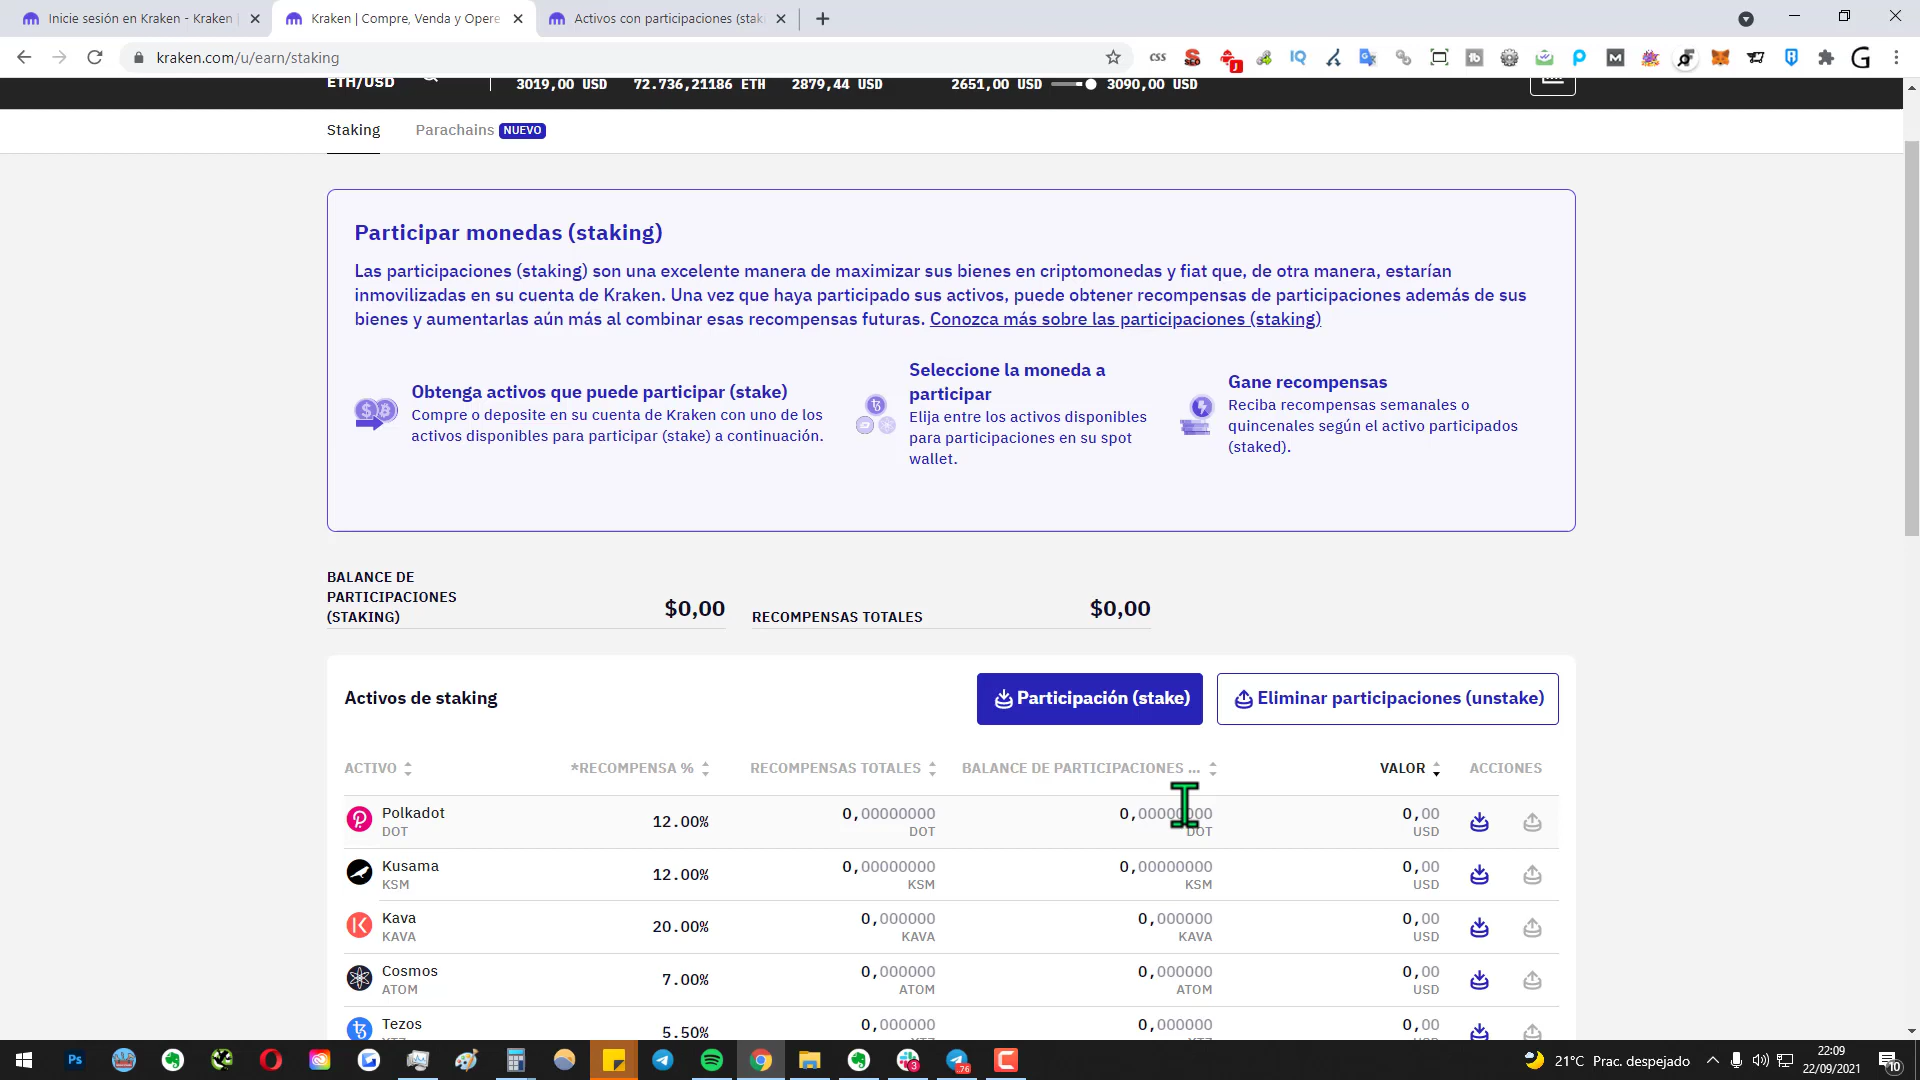 Inicie sesión en Kraken - Kraken
Kraken | Compre, Venda y Opere
Activos con participaciones (stak
kraken.com/u/earn/staking
ETH/USD
3019,00 USD
72.736,21186 ETH
2879,44 USD
2651,00 USD
3090,00 USD
Staking
Parachains NUEVO
Participar monedas (staking)
Las participaciones (staking) son una excelente manera de maximizar sus bienes en criptomonedas y fiat que, de otra manera, estarían
inmovilizadas en su cuenta de Kraken. Una vez que haya participado sus activos, puede obtener recompensas de participaciones además de sus
bienes y aumentarlas aún más al combinar esas recompensas futuras. Conozca más sobre las participaciones (staking)
Obtenga activos que puede participar (stake)
Compre o deposite en su cuenta de Kraken con uno de los
activos disponibles para participar (stake) a continuación.
Seleccione la moneda a
participar
Elija entre los activos disponibles
para participaciones en su spot
wallet.
Gane recompensas
Reciba recompensas semanales o
quincenales según el activo participados
(staked).
BALANCE DE
PARTICIPACIONES
(STAKING)
$0,00
RECOMPENSAS TOTALES
$0,00
Activos de staking
Participación (stake)
Eliminar participaciones (unstake)
ACTIVO
*RECOMPENSA %
RECOMPENSAS TOTALES
BALANCE DE PARTICIPACIONES ...
VALOR
ACCIONES
Polkadot
DOT
12.00%
0,00000000
DOT
0,00000000
DOT
0,00
USD
Kusama
KSM
12.00%
0,00000000
KSM
0,00000000
KSM
0,00
USD
Kava
KAVA
20.00%
0,000000
KAVA
0,000000
KAVA
0,00
USD
Cosmos
ATOM
7.00%
0,000000
ATOM
0,000000
ATOM
0,00
USD
Tezos
5.50%
0,000000
0,000000
0,00
21°C Prac. despejado
22:09
22/09/2021